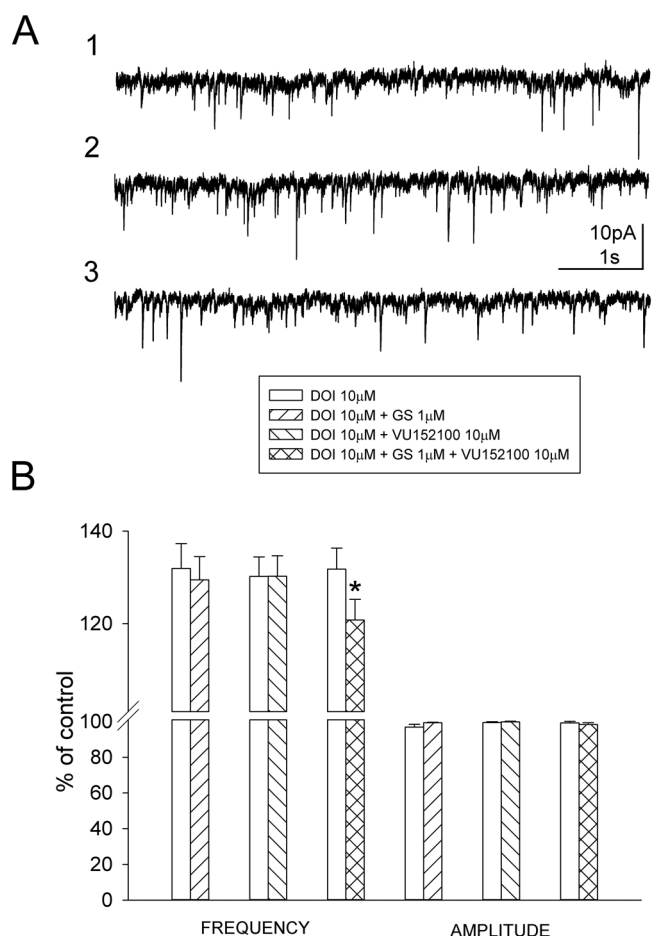 A
1
2
10pA
1s
3
DOI 10μM
DOI 10μM + GS 1μM
DOI 10μM + VU152100 10μM
DOI 10μM + GS 1μM + VU152100 10μM
B
% of control
140
120
100
80
60
40
20
0
*
FREQUENCY
AMPLITUDE